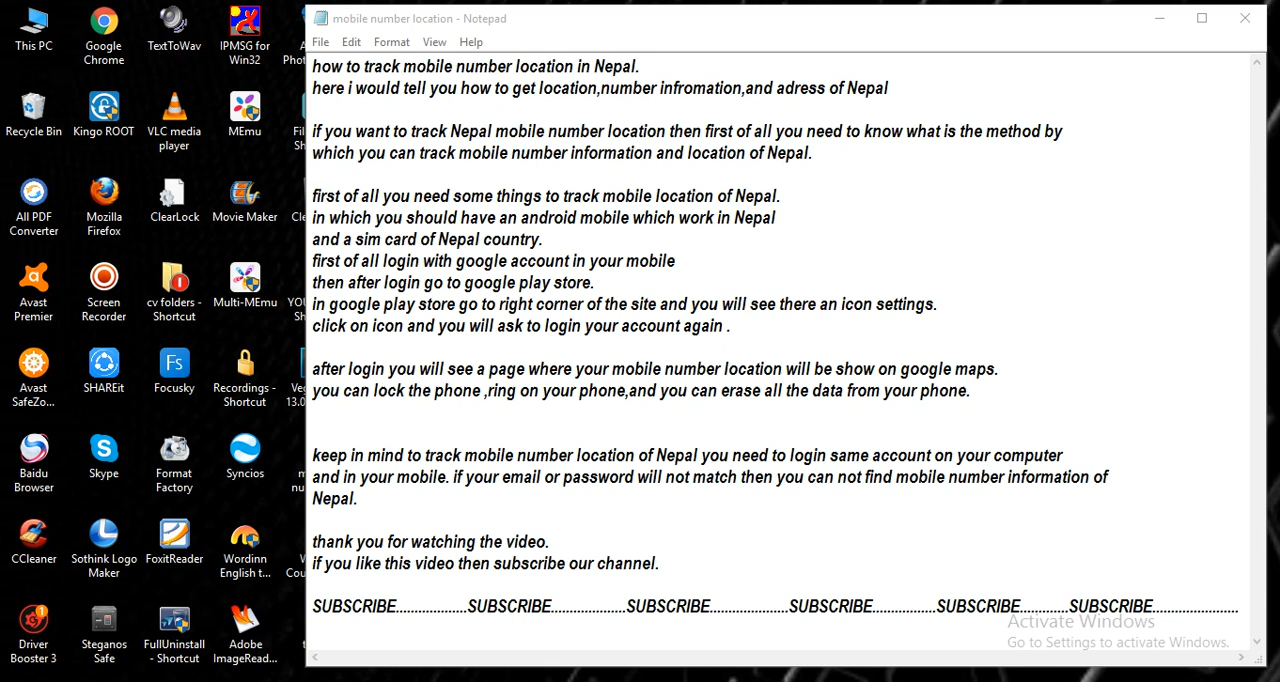 mobile number location - Notepad
File Edit Format View Help
how to track mobile number location in Nepal.
here i would tell you how to get location,number infromation,and adress of Nepal
if you want to track Nepal mobile number location then first of all you need to know what is the method by
which you can track mobile number information and location of Nepal.
first of all you need some things to track mobile location of Nepal.
in which you should have an android mobile which work in Nepal
and a sim card of Nepal country.
first of all login with google account in your mobile
then after login go to google play store.
in google play store go to right corner of the site and you will see there an icon settings.
click on icon and you will ask to login your account again .
after login you will see a page where your mobile number location will be show on google maps.
you can lock the phone ,ring on your phone,and you can erase all the data from your phone.
keep in mind to track mobile number location of Nepal you need to login same account on your computer
and in your mobile. if your email or password will not match then you can not find mobile number information of
Nepal.
thank you for watching the video.
if you like this video then subscribe our channel.
SUBSCRIBE..................SUBSCRIBE...................SUBSCRIBE....................SUBSCRIBE................SUBSCRIBE............SUBSCRIBE......................
Activate Windows
Go to Settings to activate Windows.
This PC
Google
Chrome
TextToWav
IPMSG for
Win32
Recycle Bin
Kingo ROOT
VLC media
player
MEmu
All PDF
Converter
Mozilla
Firefox
ClearLock
Movie Maker
Avast
Premier
Screen
Recorder
cv folders -
Shortcut
Multi-MEmu
Avast
SafeZo...
SHAREit
Focusky
Fs
Recordings -
Shortcut
Baidu
Browser
Skype
Format
Factory
Syncios
CCleaner
Sothink Logo
Maker
FoxitReader
Wordinn
English t...
Driver
Booster 3
Steganos
Safe
FullUninstall
- Shortcut
Adobe
ImageRead...